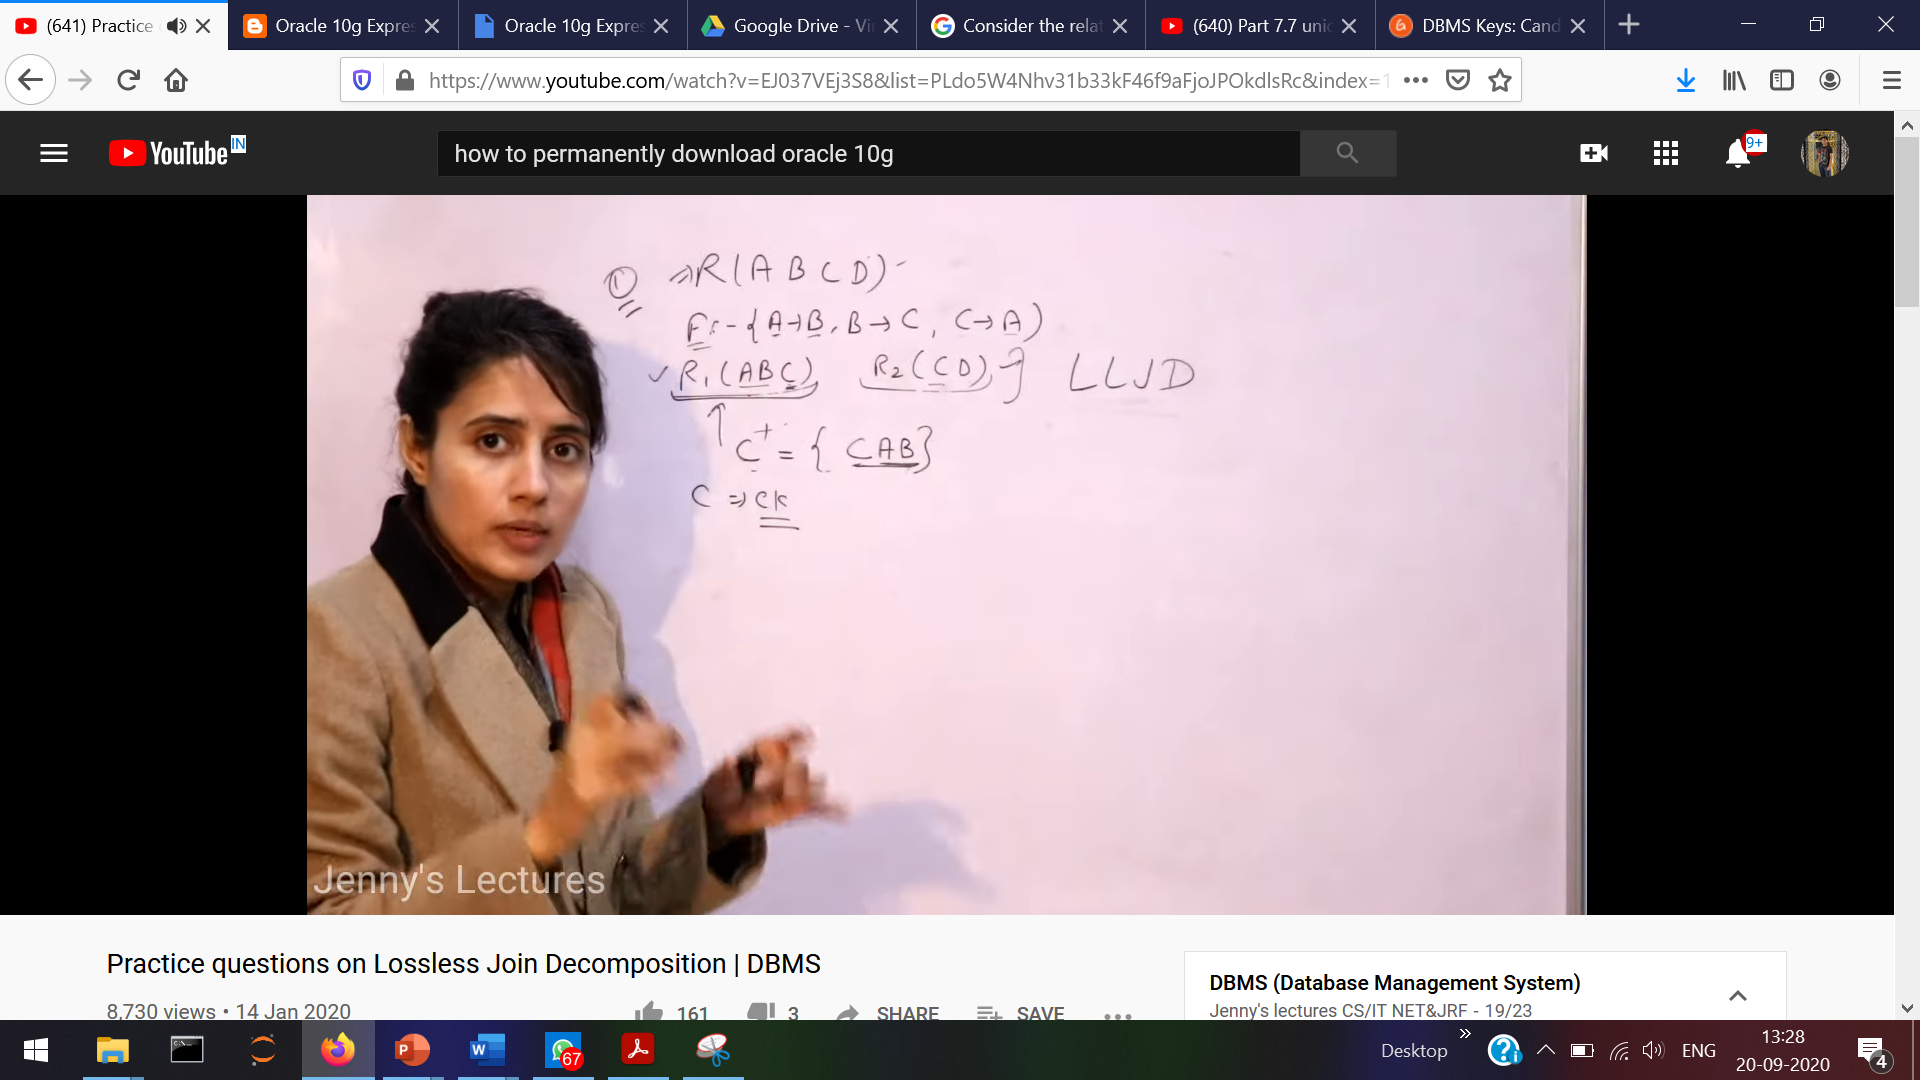 (641) Practice
Oracle 10g Expres
Oracle 10g Expres
Google Drive - Vi
Consider the relat
(640) Part 7.7 unio
DBMS Keys: Cand
https://www.youtube.com/watch?v=EJ037VEj3S8&list=PLdo5W4Nhv31b33kF46f9aFjoJPOkdlsRc&index=1
YouTube IN
how to permanently download oracle 10g
9+
① ⇒ R(A B C D)
F:- {A→B, B→C, C→A}
✓ R₁(ABC) R₂(CD)} LLJD
↑ C⁺ = {CAB}
C ⇒ CK
Jenny's Lectures
Practice questions on Lossless Join Decomposition | DBMS
8,730 views • 14 Jan 2020
161
3
SHARE
SAVE
DBMS (Database Management System)
Jenny's lectures CS/IT NET&JRF - 19/23
67
Desktop
ENG
13:28
20-09-2020
4